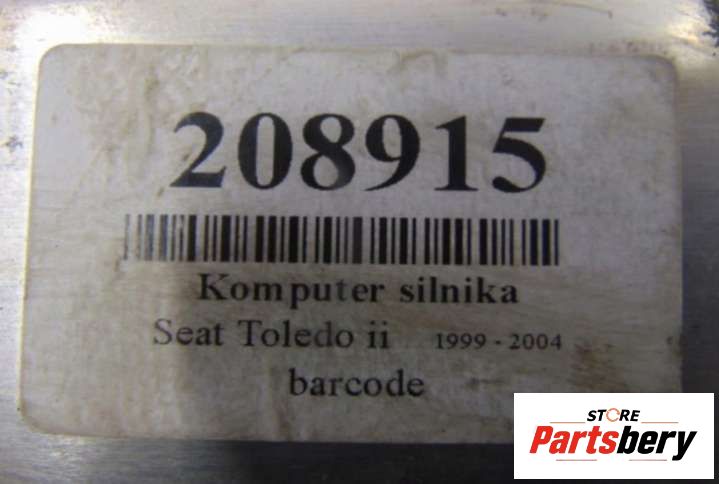 208915
Komputer silnika
Seat Toledo ii 1999 - 2004
barcode
STORE
Partsbery